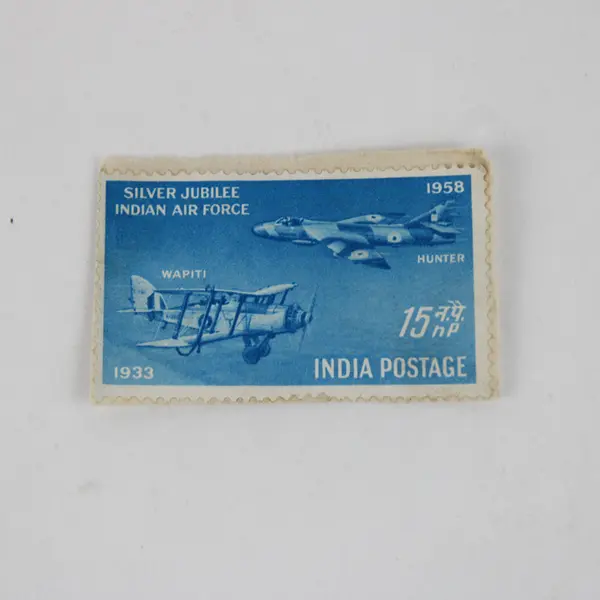 SILVER JUBILEE
INDIAN AIR FORCE
1958
HUNTER
WAPITI
15 न.पै.
nP
1933
INDIA POSTAGE